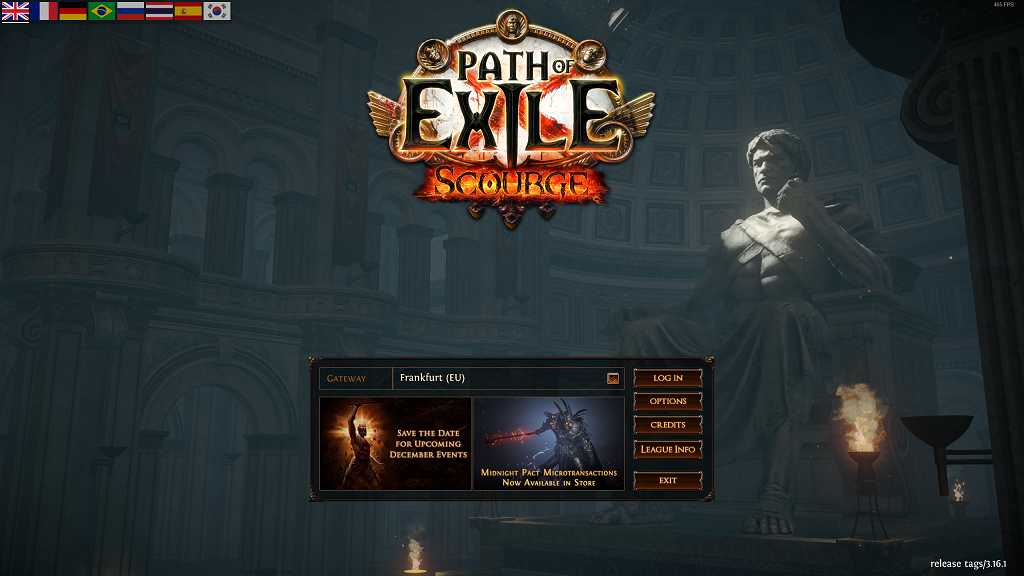 465 FPS
PATH OF
EXILE
SCOURGE
GATEWAY
Frankfurt (EU)
LOG IN
OPTIONS
CREDITS
LEAGUE INFO
EXIT
SAVE THE DATE
FOR UPCOMING
DECEMBER EVENTS
MIDNIGHT PACT MICROTRANSACTIONS
NOW AVAILABLE IN STORE
release tags/3.16.1